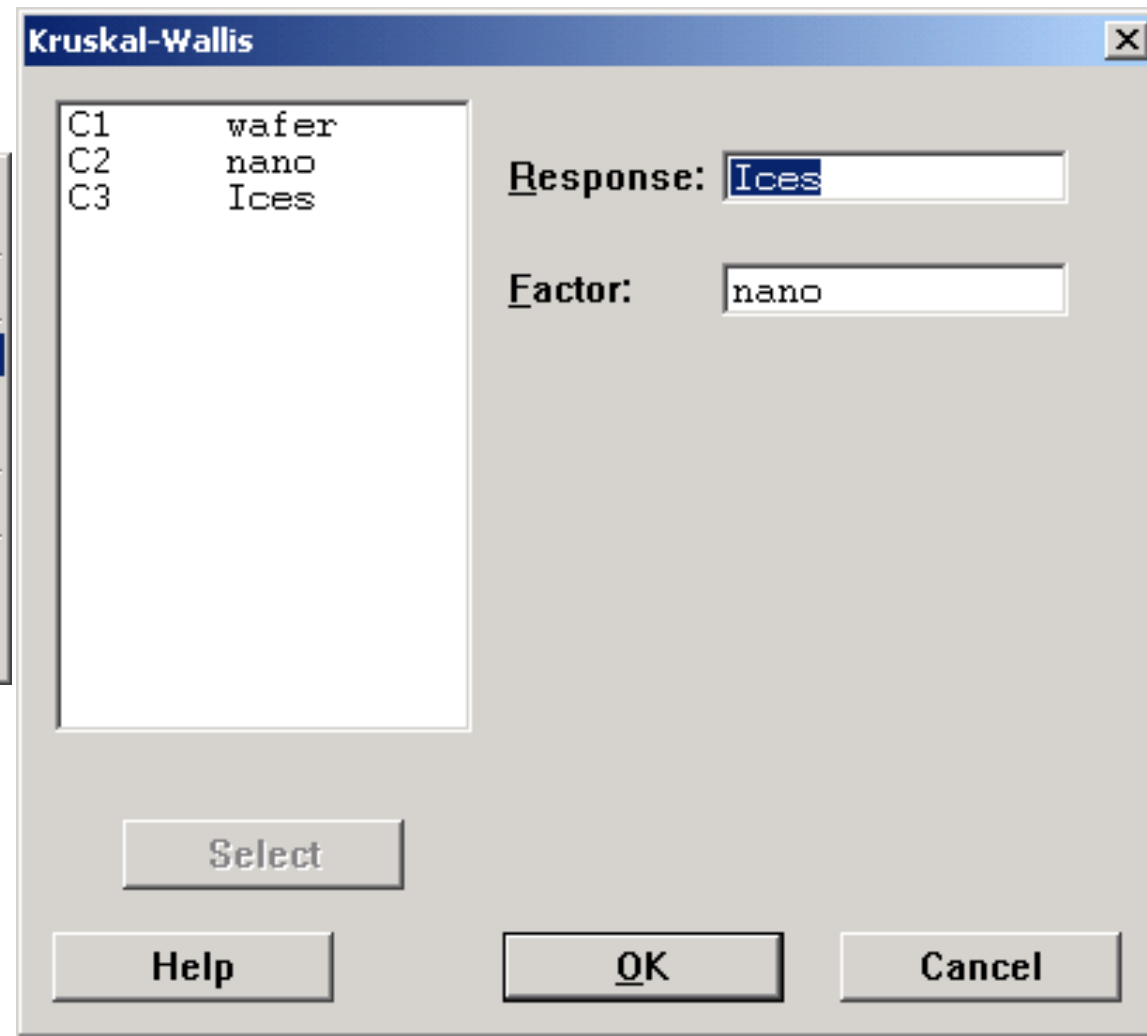 Kruskal-Wallis
C1 wafer
C2 nano
C3 Ices
Response: Ices
Factor: nano
Select
Help OK Cancel